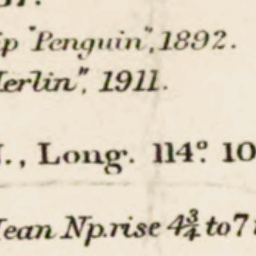 p "Penguin", 1892.
erlin", 1911.
., Long. 114°. 10
ean Np. rise 4¾ to 7